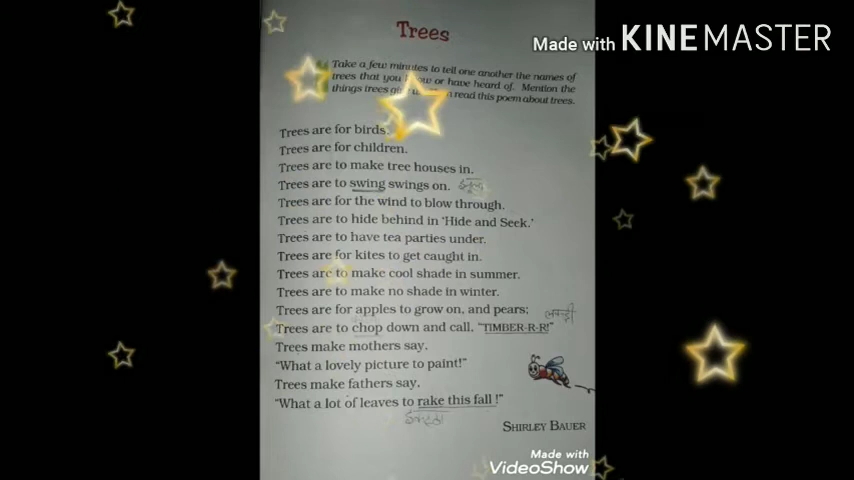 Trees
Made with KINEMASTER
Take a few minutes to tell one another the names of
trees that you or have heard of. Mention the
things trees read this poem about trees.
Trees are for birds.
Trees are for children.
Trees are to make tree houses in.
Trees are to swing swings on.
Trees are for the wind to blow through.
Trees are to hide behind in 'Hide and Seek.'
Trees are to have tea parties under.
Trees are for kites to get caught in.
Trees are to make cool shade in summer.
Trees are to make no shade in winter.
Trees are for apples to grow on, and pears;
Trees are to chop down and call, "TIMBER-R-R!"
Trees make mothers say,
"What a lovely picture to paint!"
Trees make fathers say,
"What a lot of leaves to rake this fall !"
SHIRLEY BAUER
Made with
VideoShow